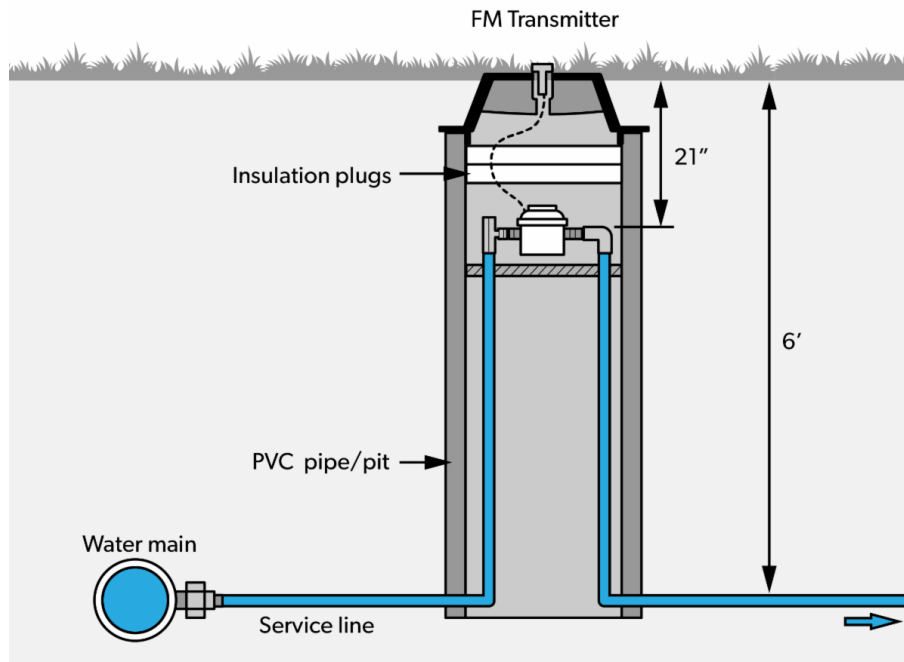 FM Transmitter
21”
Insulation plugs
6’
PVC pipe/pit
Water main
Service line